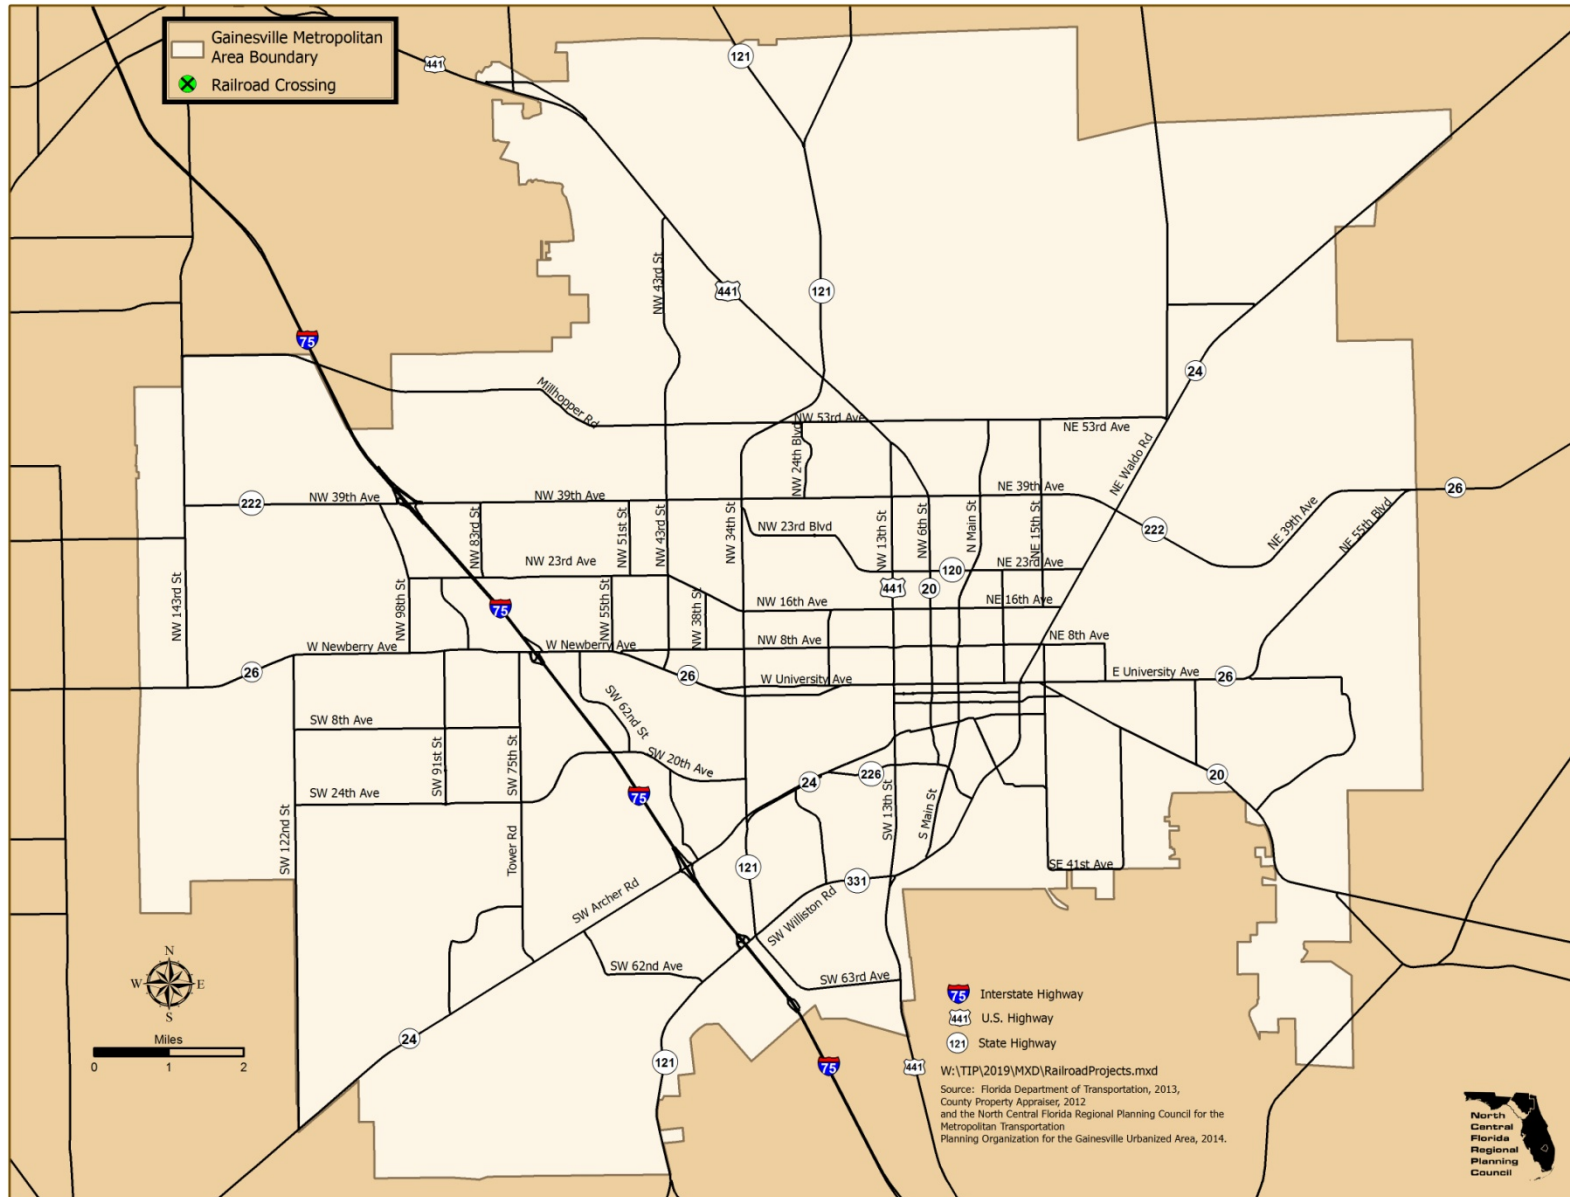 Gainesville Metropolitan
Area Boundary
Railroad Crossing
441
121
441
121
75
NW 43rd St
24
Millhopper Rd
NW 53rd Ave
NE 53rd Ave
NW 24th Blvd
NE Waldo Rd
222
NW 39th Ave
NW 39th Ave
NE 39th Ave
26
NW 83rd St
NW 51st St
NW 43rd St
NW 34th St
NW 23rd Blvd
NW 13th St
NW 6th St
N Main St
NE 15th St
222
NE 39th Ave
NE 55th Blvd
NW 23rd Ave
120
NE 23rd Ave
441
20
NW 143rd St
NW 98th St
75
NW 55th St
NW 38th St
NW 16th Ave
NE 16th Ave
W Newberry Ave
W Newberry Ave
NW 8th Ave
NE 8th Ave
26
26
W University Ave
E University Ave
26
SW 62nd St
SW 8th Ave
SW 91st St
SW 75th St
SW 20th Ave
24
226
20
SW 24th Ave
75
SW 13th St
S Main St
SW 122nd St
Tower Rd
121
331
SE 41st Ave
SW Archer Rd
SW Williston Rd
SW 62nd Ave
SW 63rd Ave
N
W
E
S
Miles
0
1
2
24
121
75
441
75 Interstate Highway
441 U.S. Highway
121 State Highway
W:\TIP\2019\MXD\RailroadProjects.mxd
Source: Florida Department of Transportation, 2013,
County Property Appraiser, 2012
and the North Central Florida Regional Planning Council for the
Metropolitan Transportation
Planning Organization for the Gainesville Urbanized Area, 2014.
North
Central
Florida
Regional
Planning
Council